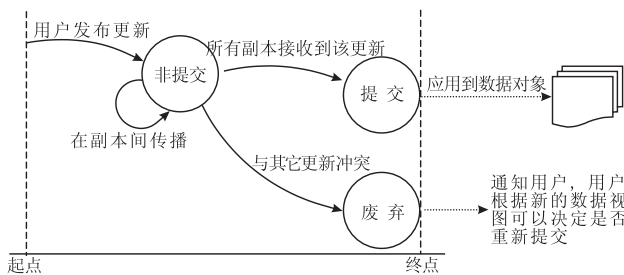 用户发布更新
所有副本接收到该更新
非提交
提 交
应用到数据对象
在副本间传播
与其它更新冲突
废 弃
通知用户，用户
根据新的数据视
图可以决定是否
重新提交
起点
终点